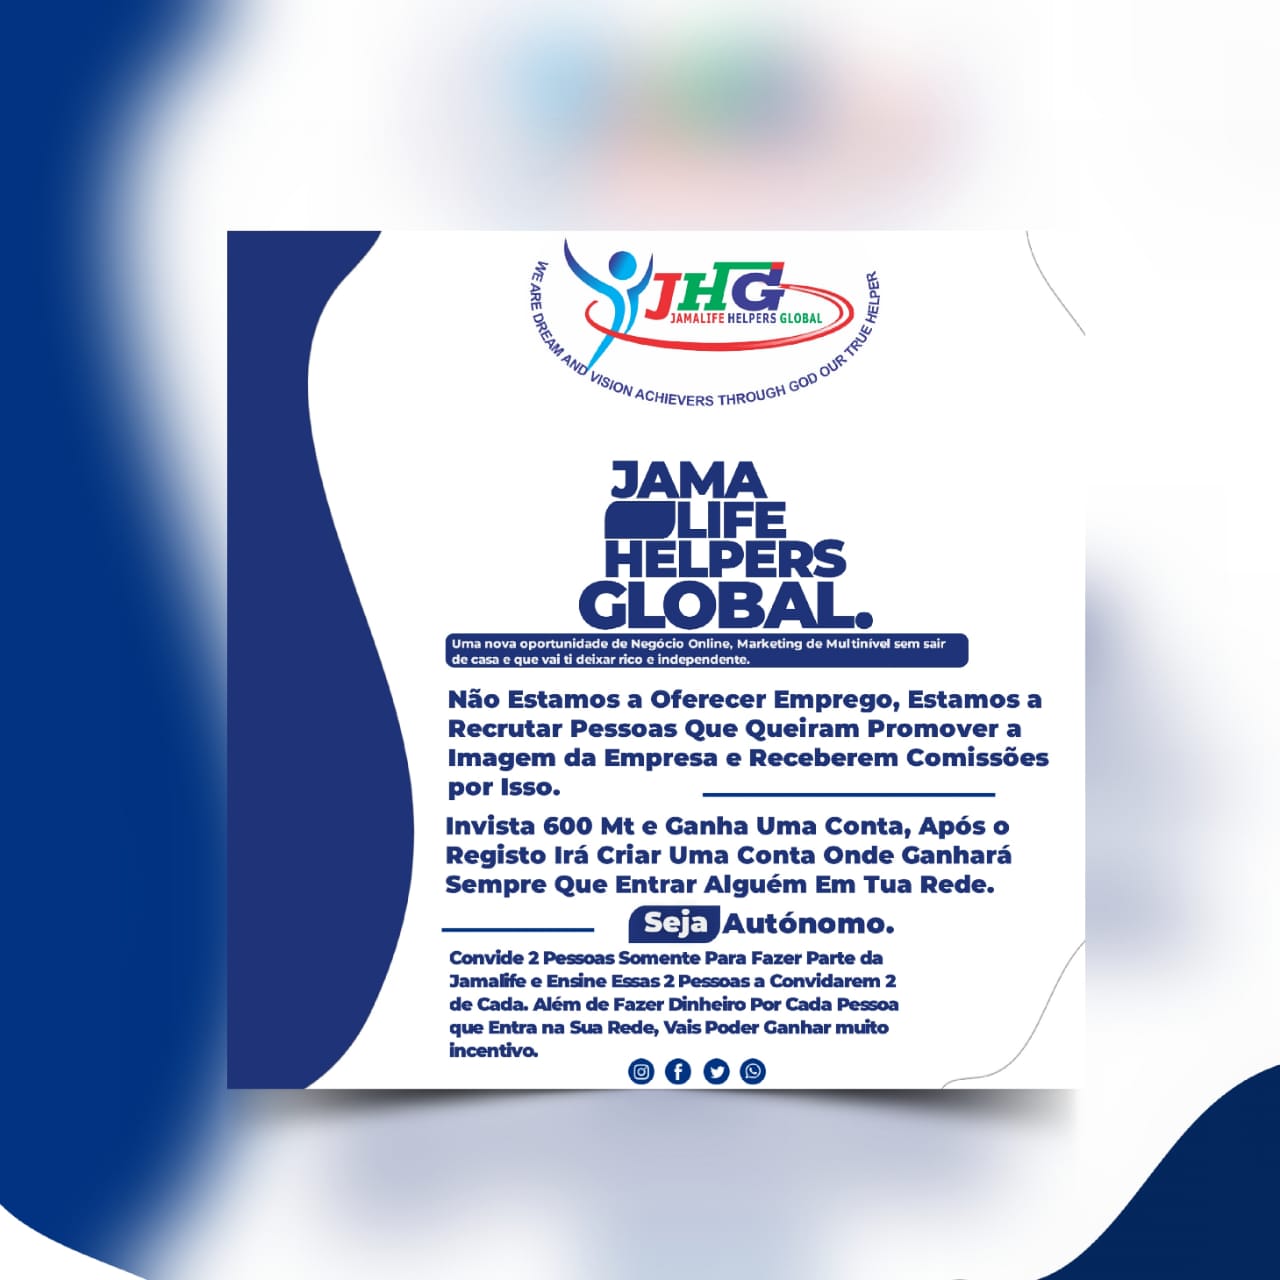 JHG
JAMALIFE HELPERS GLOBAL
WE ARE DREAM AND VISION ACHIEVERS THROUGH GOD OUR TRUE HELPER
JAMA
LIFE
HELPERS
GLOBAL.
Uma nova oportunidade de Negócio Online, Marketing de Multinível sem sair
de casa e que vai ti deixar rico e independente.
Não Estamos a Oferecer Emprego, Estamos a
Recrutar Pessoas Que Queiram Promover a
Imagem da Empresa e Receberem Comissões
por Isso.
Invista 600 Mt e Ganha Uma Conta, Após o
Registo Irá Criar Uma Conta Onde Ganhará
Sempre Que Entrar Alguém Em Tua Rede.
Seja Autónomo.
Convide 2 Pessoas Somente Para Fazer Parte da
Jamalife e Ensine Essas 2 Pessoas a Convidarem 2
de Cada. Além de Fazer Dinheiro Por Cada Pessoa
que Entra na Sua Rede, Vais Poder Ganhar muito
incentivo.